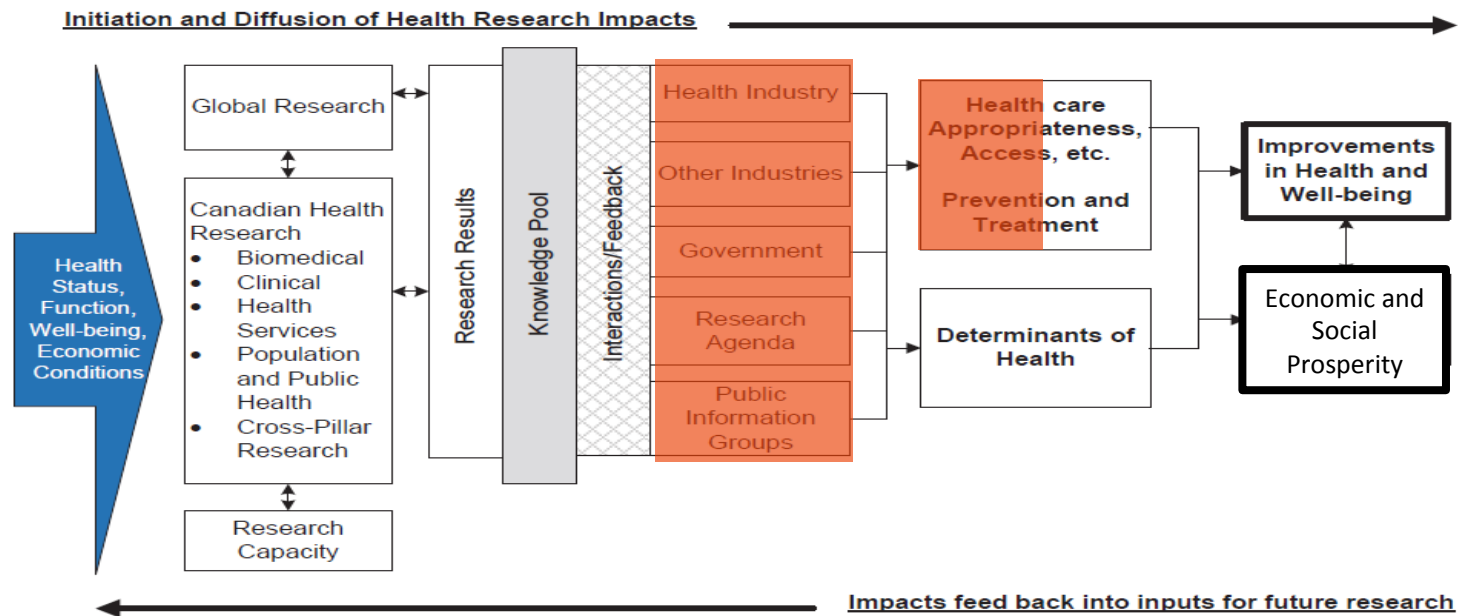 Initiation and Diffusion of Health Research Impacts
Health
Status,
Function,
Well-being,
Economic
Conditions
Global Research
Canadian Health
Research
• Biomedical
• Clinical
• Health
Services
• Population
and Public
Health
• Cross-Pillar
Research
Research
Capacity
Research Results
Knowledge Pool
Interactions/Feedback
Health Industry
Other Industries
Government
Research
Agenda
Public
Information
Groups
Health care
Appropriateness,
Access, etc.
Prevention and
Treatment
Determinants of
Health
Improvements
in Health and
Well-being
Economic and
Social
Prosperity
Impacts feed back into inputs for future research